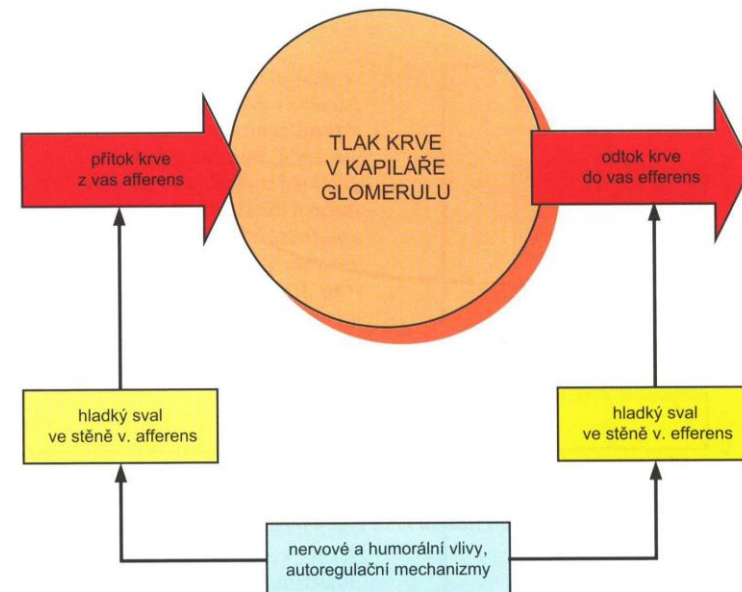 TLAK KRVE
V KAPILÁŘE
GLOMERULU
přítok krve
z vas afferens
odtok krve
do vas efferens
hladký sval
ve stěně v. afferens
hladký sval
ve stěně v. efferens
nervové a humorální vlivy,
autoregulační mechanizmy